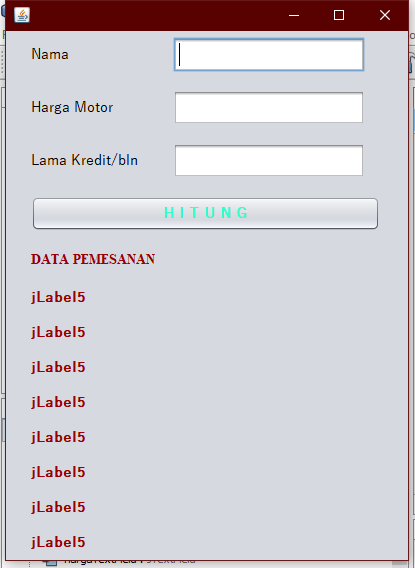 Nama
Harga Motor
Lama Kredit/bln
H I T U N G
DATA PEMESANAN
jLabel5
jLabel5
jLabel5
jLabel5
jLabel5
jLabel5
jLabel5
jLabel5